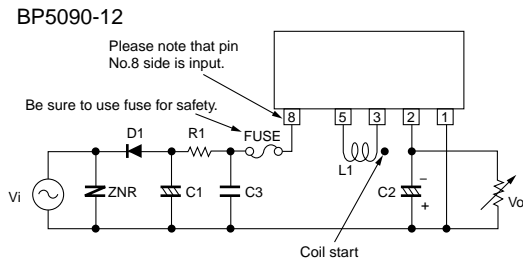 BP5090-12
Please note that pin
No.8 side is input.
Be sure to use fuse for safety.
8
5
3
2
1
D1
R1
FUSE
L1
Vi
ZNR
C1
C3
C2
−
+
Vo
Coil start